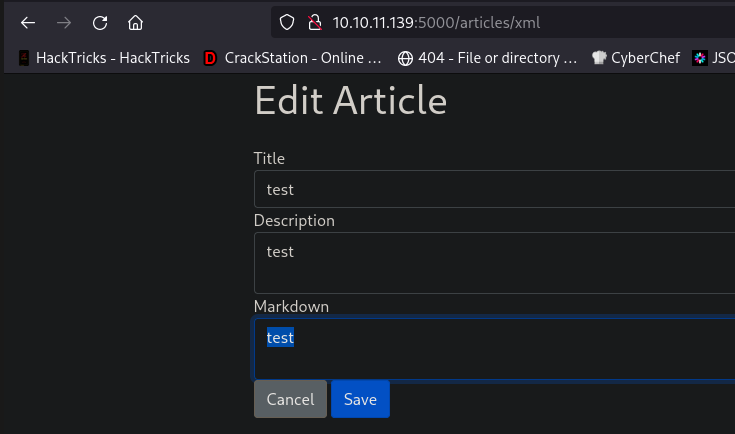 10.10.11.139:5000/articles/xml
HackTricks - HackTricks CrackStation - Online ... 404 - File or directory ... CyberChef JSO
Edit Article
Title
test
Description
test
Markdown
test
Cancel Save